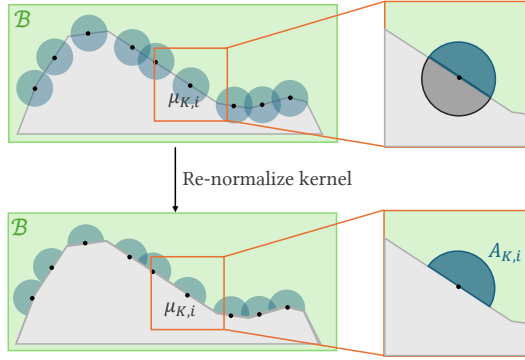 ℬ
μ_{K,i}
Re-normalize kernel
ℬ
A_{K,i}
μ_{K,i}